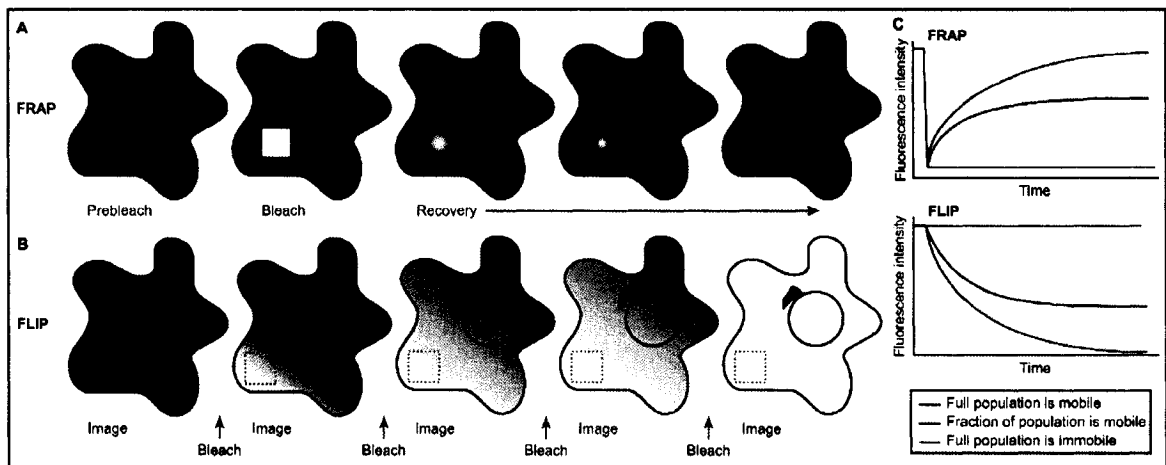 A
FRAP
Prebleach
Bleach
Recovery
B
FLIP
Image
Bleach
Image
Bleach
Image
Bleach
Image
Bleach
Image
C
FRAP
Fluorescence intensity
Time
FLIP
Fluorescence intensity
Time
Full population is mobile
Fraction of population is mobile
Full population is immobile